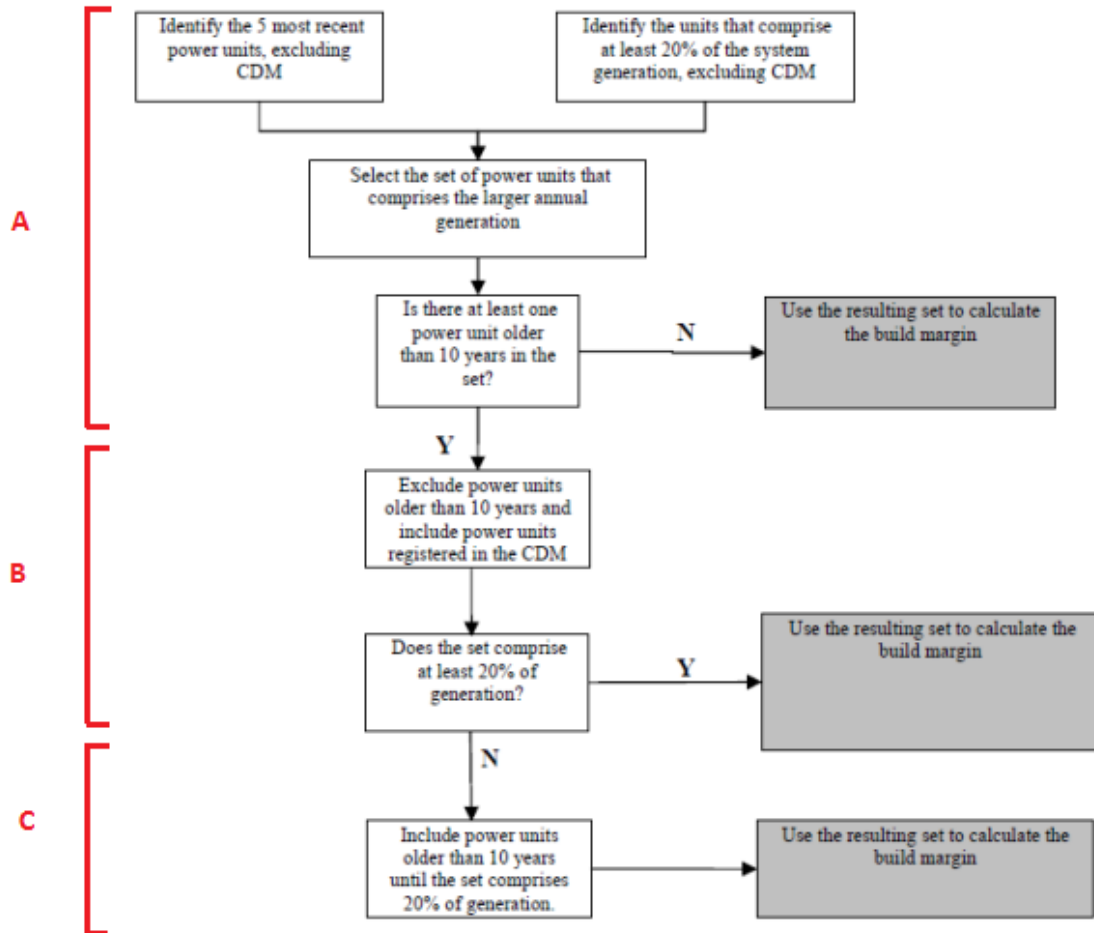 Identify the 5 most recent
power units, excluding
CDM
Identify the units that comprise
at least 20% of the system
generation, excluding CDM
Select the set of power units that
comprises the larger annual
generation
A
Is there at least one
power unit older
than 10 years in the
set?
N
Use the resulting set to calculate
the build margin
Y
Exclude power units
older than 10 years and
include power units
registered in the CDM
B
Does the set comprise
at least 20% of
generation?
Y
Use the resulting set to calculate the
build margin
N
C
Include power units
older than 10 years
until the set comprises
20% of generation.
Use the resulting set to calculate the
build margin